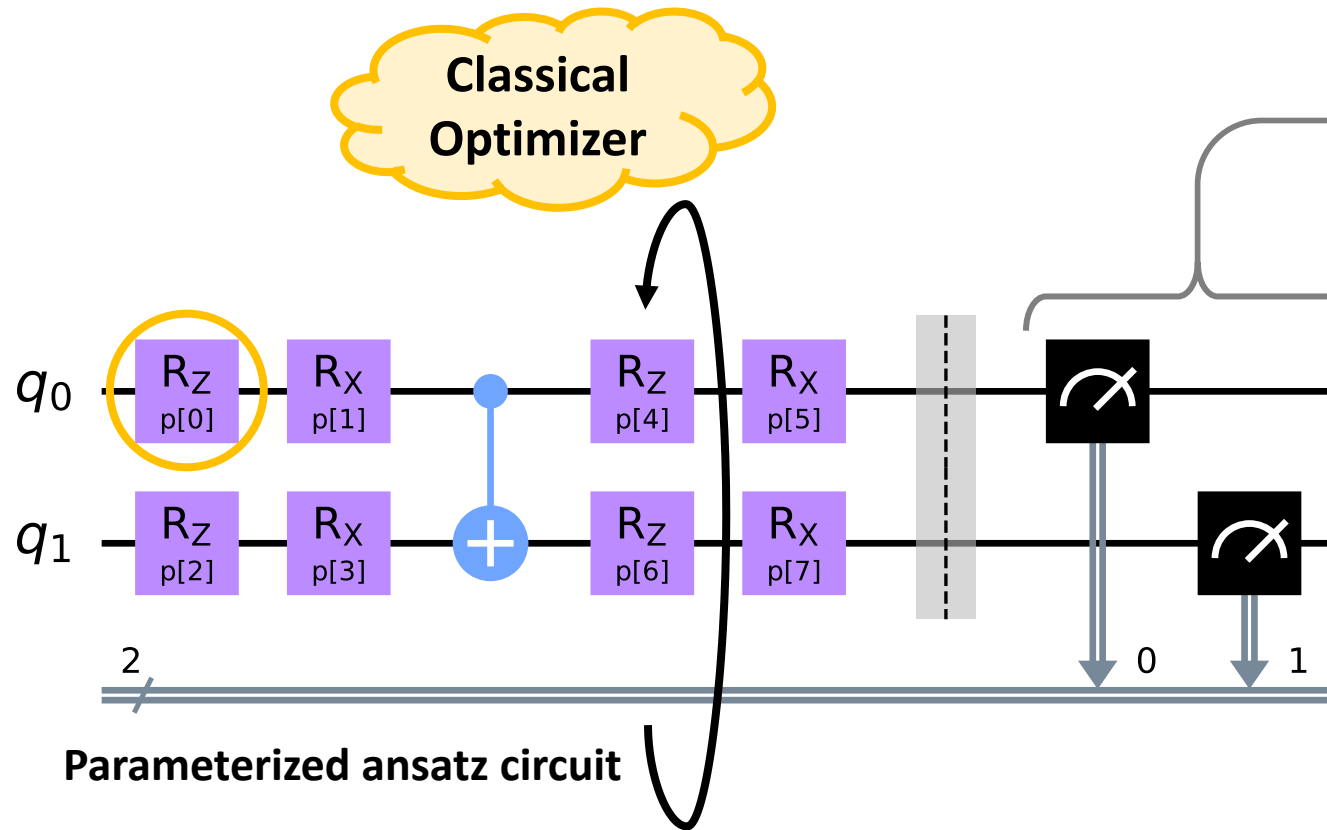 Classical
Optimizer
q0 RZ RX RZ RX
p[0] p[1] p[4] p[5]
q1 RZ RX RZ RX
p[2] p[3] p[6] p[7]
2 0 1
Parameterized ansatz circuit